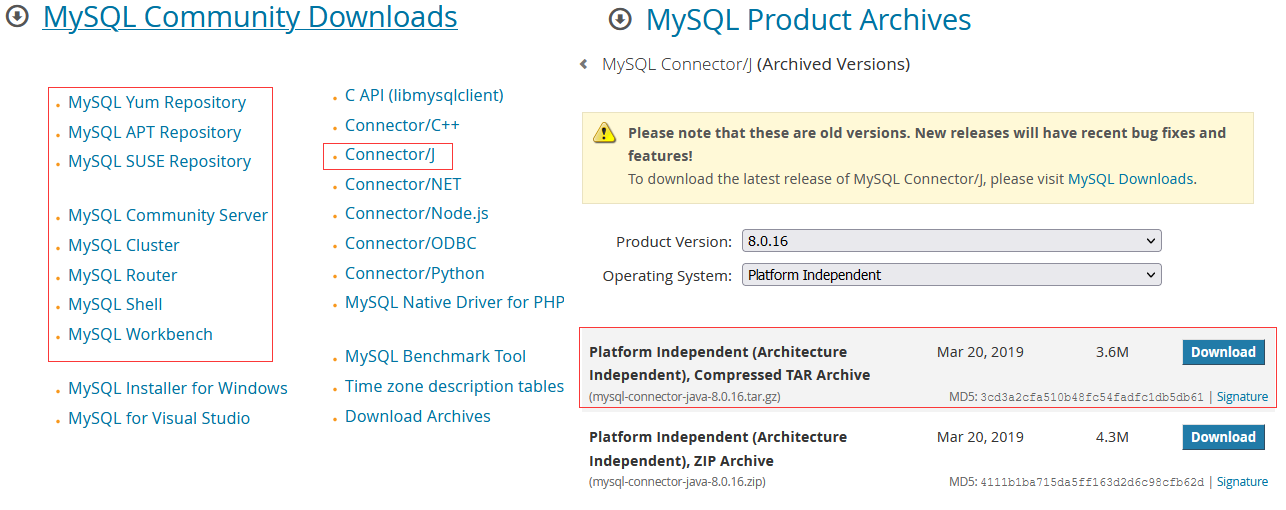 MySQL Community Downloads
MySQL Yum Repository
MySQL APT Repository
MySQL SUSE Repository
MySQL Community Server
MySQL Cluster
MySQL Router
MySQL Shell
MySQL Workbench
MySQL Installer for Windows
MySQL for Visual Studio
C API (libmysqlclient)
Connector/C++
Connector/J
Connector/NET
Connector/Node.js
Connector/ODBC
Connector/Python
MySQL Native Driver for PHP
MySQL Benchmark Tool
Time zone description tables
Download Archives
MySQL Product Archives
MySQL Connector/J (Archived Versions)
Please note that these are old versions. New releases will have recent bug fixes and
features!
To download the latest release of MySQL Connector/J, please visit MySQL Downloads.
Product Version: 8.0.16
Operating System: Platform Independent
Platform Independent (Architecture Mar 20, 2019 3.6M Download
Independent), Compressed TAR Archive
(mysql-connector-java-8.0.16.tar.gz) MD5: 3cd3a2cfa510b48fc54fadfc1db5db61 | Signature
Platform Independent (Architecture Mar 20, 2019 4.3M Download
Independent), ZIP Archive
(mysql-connector-java-8.0.16.zip) MD5: 4111b1ba715da5ff163d2d6c98cfb62d | Signature